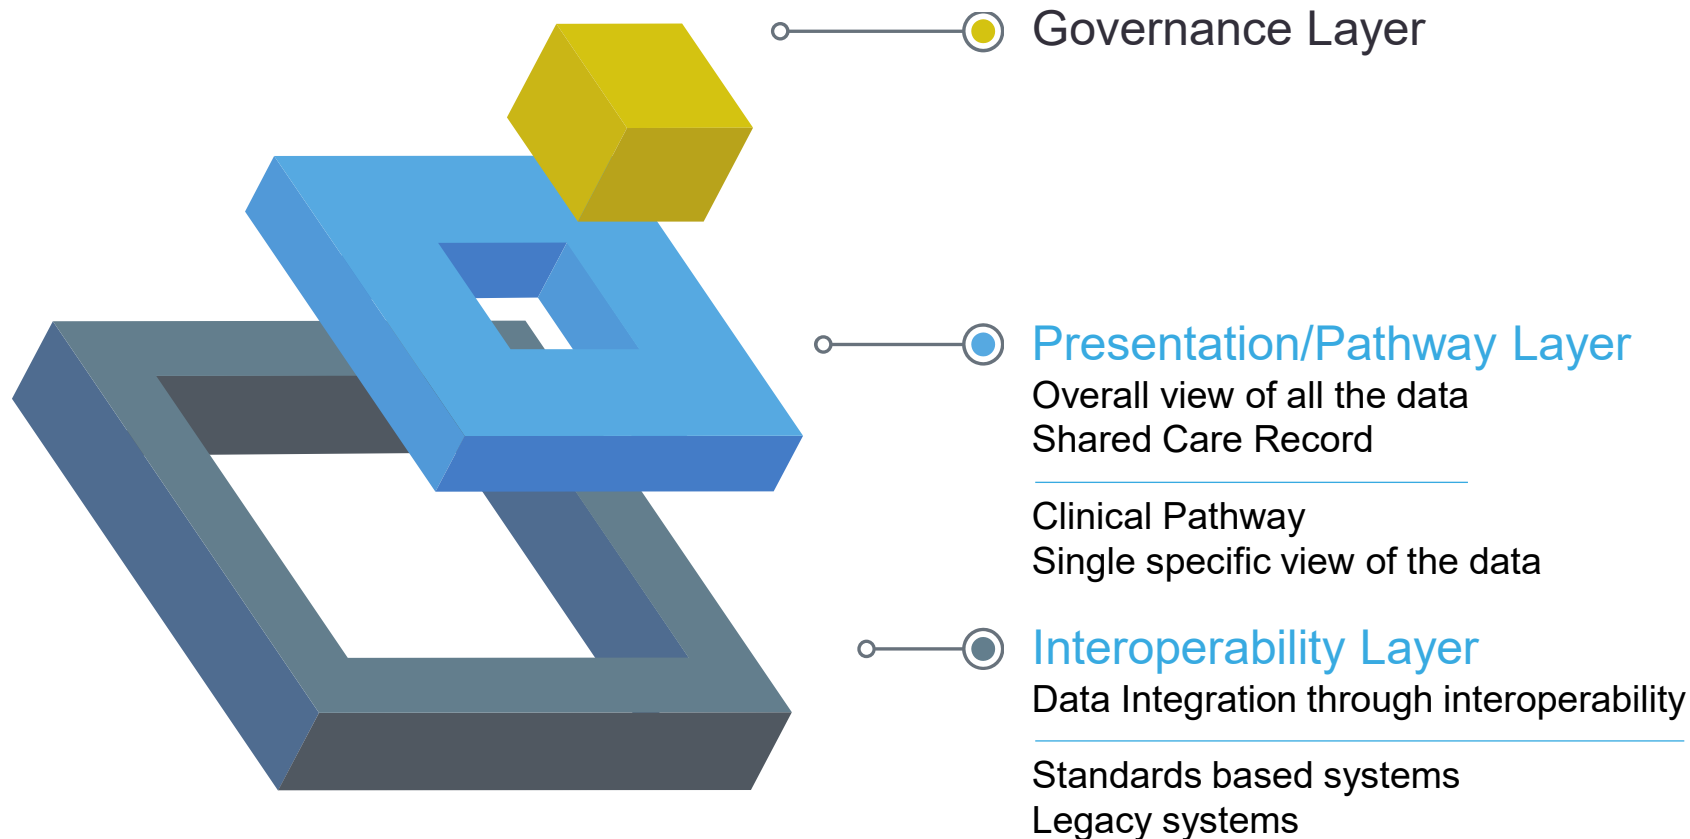 Governance Layer
Presentation/Pathway Layer
Overall view of all the data
Shared Care Record
Clinical Pathway
Single specific view of the data
Interoperability Layer
Data Integration through interoperability
Standards based systems
Legacy systems